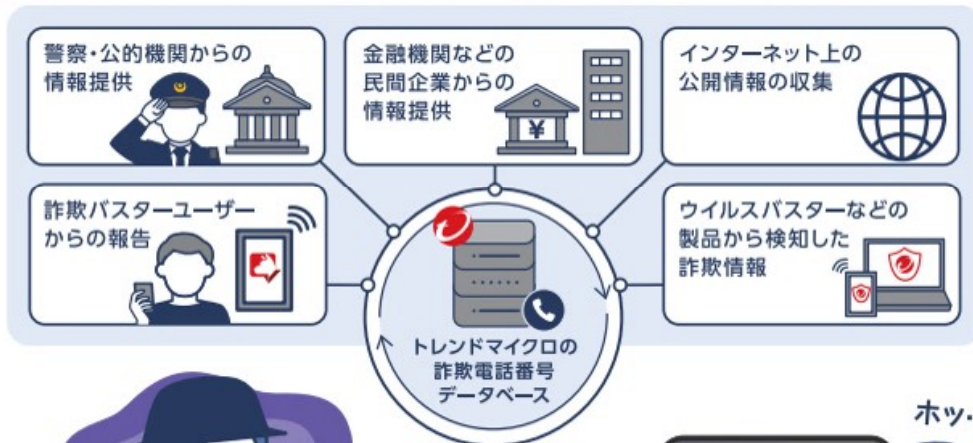 警察・公的機関からの
情報提供
金融機関などの
民間企業からの
情報提供
¥
インターネット上の
公開情報の収集
詐欺バスターユーザー
からの報告
ウイルスバスターなどの
製品から検知した
詐欺情報
トレンドマイクロの
詐欺電話番号
データベース
ホッ